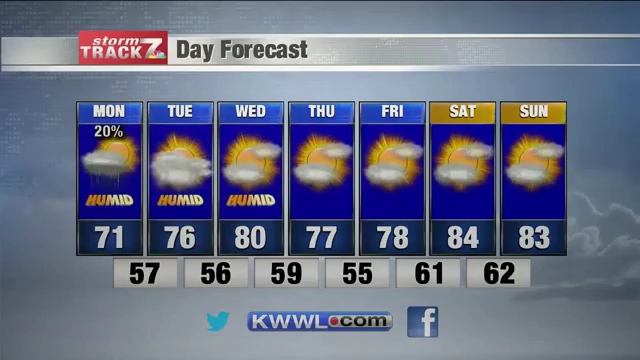 storm
TRACK 7 Day Forecast
MON TUE WED THU FRI SAT SUN
20%
HUMID HUMID HUMID
71 76 80 77 78 84 83
57 56 59 55 61 62
KWWL.com f